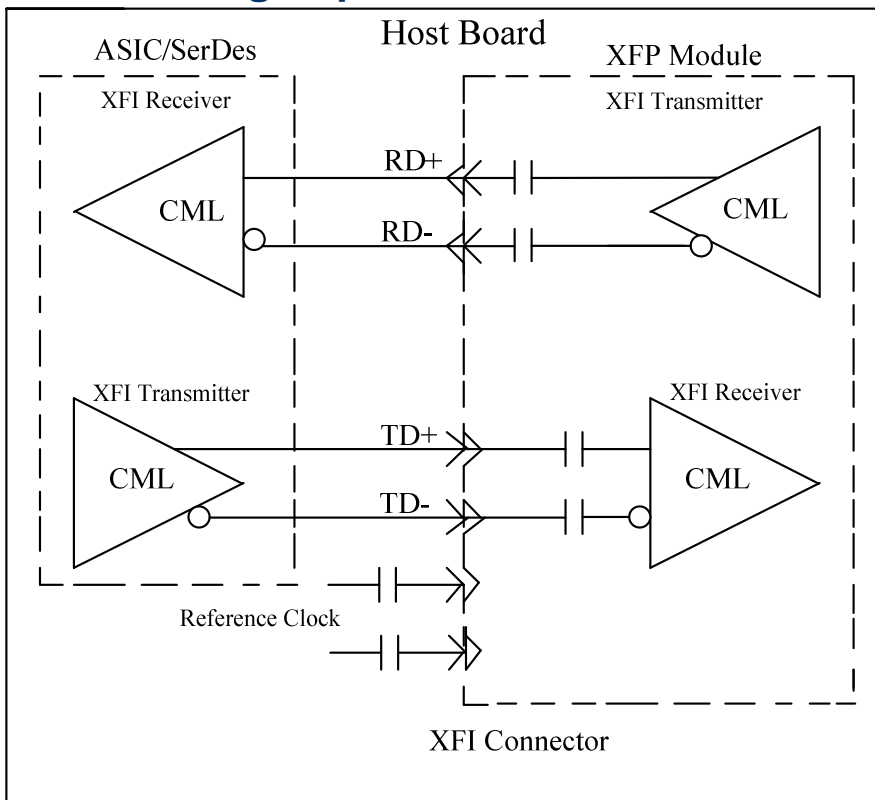 Host Board
ASIC/SerDes
XFP Module
XFI Receiver
XFI Transmitter
RD+
CML
CML
RD-
XFI Transmitter
XFI Receiver
TD+
CML
CML
TD-
Reference Clock
XFI Connector